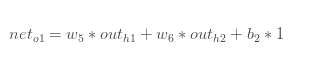 net_{o1} = w_5 * out_{h1} + w_6 * out_{h2} + b_2 * 1